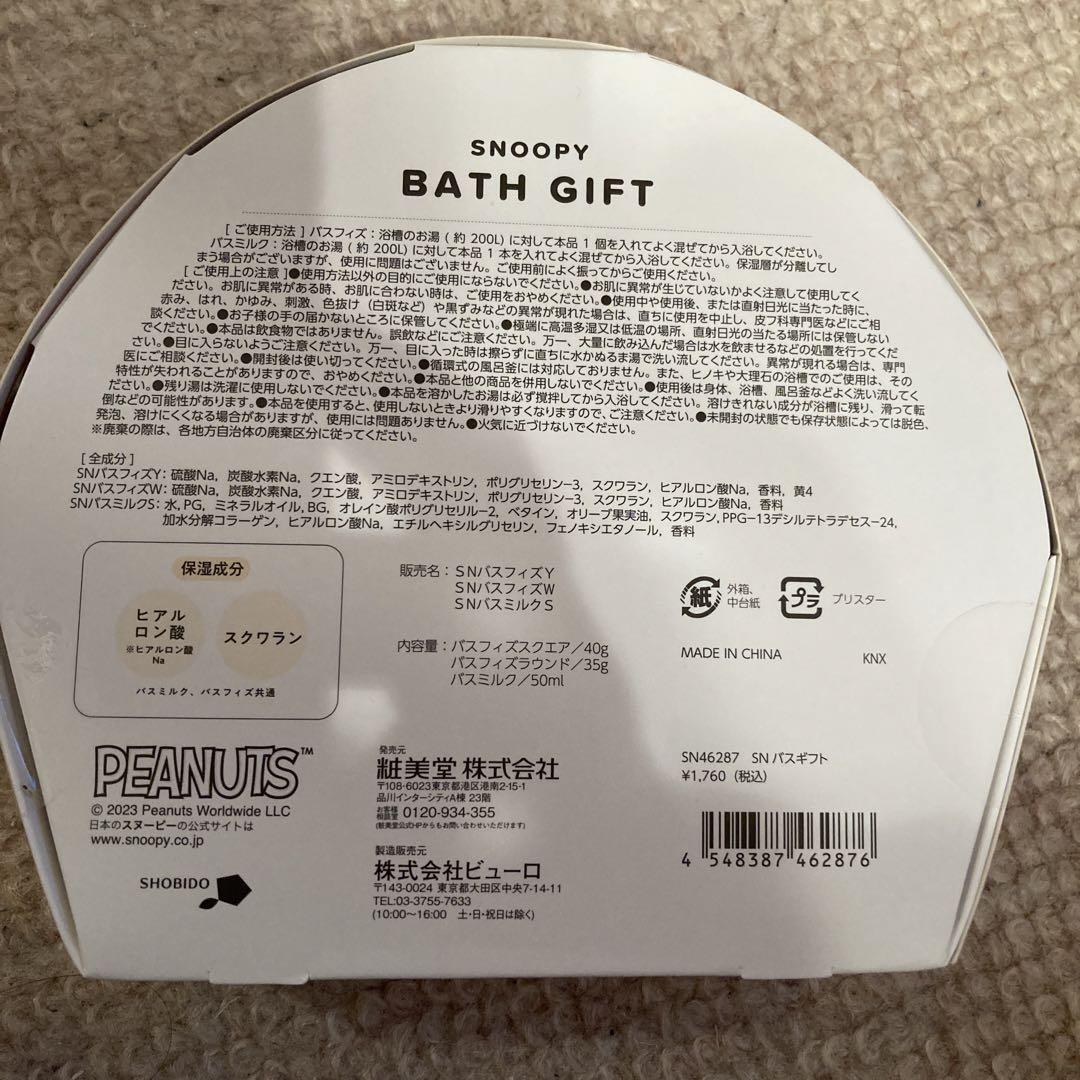 SNOOPY
BATH GIFT
[ ご使用方法 ] バスフィズ：浴槽のお湯 ( 約 200L) に対して本品 1 個を入れてよく混ぜてから入浴してください。
バスミルク：浴槽のお湯 ( 約 200L) に対して本品 1 本を入れてよく混ぜてから入浴してください。保湿層が分離してし
まう場合がございますが、使用に問題はございません。ご使用前によく振ってからご使用ください。
[ ご使用上の注意 ]●使用方法以外の目的にご使用にならないでください。●お肌に異常が生じていないかよく注意して使用してく
ださい。お肌に異常がある時、お肌に合わない時は、ご使用をおやめください。●使用中や使用後、または直射日光に当たった時に、
赤み、はれ、かゆみ、刺激、色抜け（白斑など）や黒ずみなどの異常が現れた場合は、直ちに使用を中止し、皮フ科専門医などにご相
談ください。●お子様の手の届かないところに保管してください。●極端に高温多湿又は低温の場所、直射日光の当たる場所には保管しない
でください。●本品は飲食物ではありません。誤飲などにご注意ください。万一、大量に飲み込んだ場合は水を飲ませるなどの処置を行ってくだ
さい。●目に入らないようご注意ください。万一、目に入った時は擦らずに直ちに水かぬるま湯で洗い流してください。異常が現れる場合は、専門
医にご相談ください。●開封後は使い切ってください。●循環式の風呂釜には対応しておりません。また、ヒノキや大理石の浴槽でのご使用は、その
特性が失われることがありますので、おやめください。●本品と他の商品を併用しないでください。●使用後は身体、浴槽、風呂釜などよく洗い流してく
ださい。●残り湯は洗濯に使用しないでください。●本品を溶かしたお湯は必ず撹拌してから入浴してください。溶けきれない成分が浴槽に残り、滑って転
倒などの可能性があります。●本品を使用すると、使用しないときより滑りやすくなりますので、ご注意ください。●未開封の状態でも保存状態によっては脱色、
発泡、溶けにくくなる場合がありますが、使用には問題ありません。●火気に近づけないでください。
※廃棄の際は、各地方自治体の廃棄区分に従ってください。
[ 全成分 ]
SNバスフィズY：硫酸Na，炭酸水素Na，クエン酸，アミロデキストリン，ポリグリセリン−3，スクワラン，ヒアルロン酸Na，香料，黄4
SNバスフィズW：硫酸Na，炭酸水素Na，クエン酸，アミロデキストリン，ポリグリセリン−3，スクワラン，ヒアルロン酸Na，香料
SNバスミルクS：水，PG，ミネラルオイル，BG，オレイン酸ポリグリセリル−2，ベタイン，オリーブ果実油，スクワラン，PPG−13デシルテトラデセス−24，
加水分解コラーゲン，ヒアルロン酸Na，エチルヘキシルグリセリン，フェノキシエタノール，香料
保湿成分
ヒアル
ロン酸
※ヒアルロン酸
Na
スクワラン
バスミルク、バスフィズ共通
販売名：ＳＮバスフィズＹ
ＳＮバスフィズＷ
ＳＮバスミルクＳ
内容量：バスフィズスクエア／40g
バスフィズラウンド／35g
バスミルク／50ml
紙
外箱、
中台紙
プラ
ブリスター
MADE IN CHINA
KNX
PEANUTS™
© 2023 Peanuts Worldwide LLC
日本のスヌーピーの公式サイトは
www.snoopy.co.jp
SHOBIDO
発売元
粧美堂 株式会社
〒108-6023東京都港区港南2-15-1
品川インターシティA棟 23階
お客様
相談室 0120-934-355
(粧美堂公式HPからもお問い合わせいただけます)
製造販売元
株式会社ビューロ
〒143-0024 東京都大田区中央7-14-11
TEL:03-3755-7633
(10:00〜16:00 土・日・祝日は除く)
SN46287 SN バスギフト
¥1,760（税込）
4 548387 462876